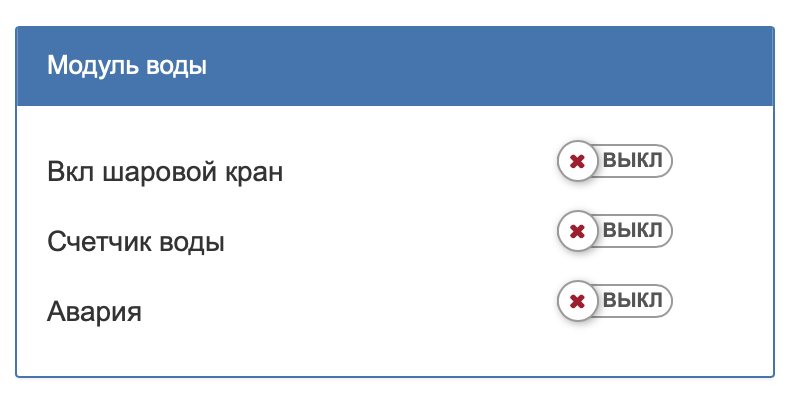 Модуль воды
Вкл шаровой кран ВЫКЛ
Счетчик воды ВЫКЛ
Авария ВЫКЛ